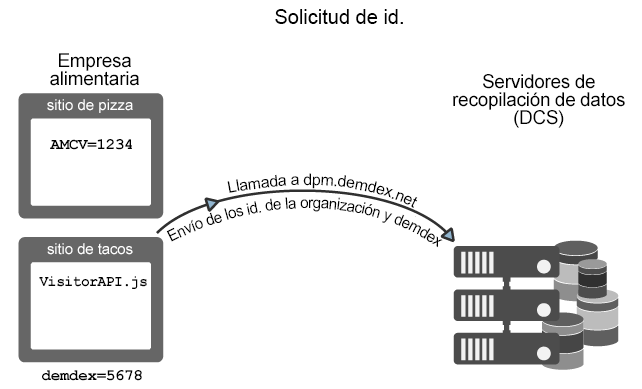 Solicitud de id.
Empresa
alimentaria
sitio de pizza
AMCV=1234
sitio de tacos
VisitorAPI.js
demdex=5678
Llamada a dpm.demdex.net
Envío de los id. de la organización y demdex
Servidores de
recopilación de datos
(DCS)